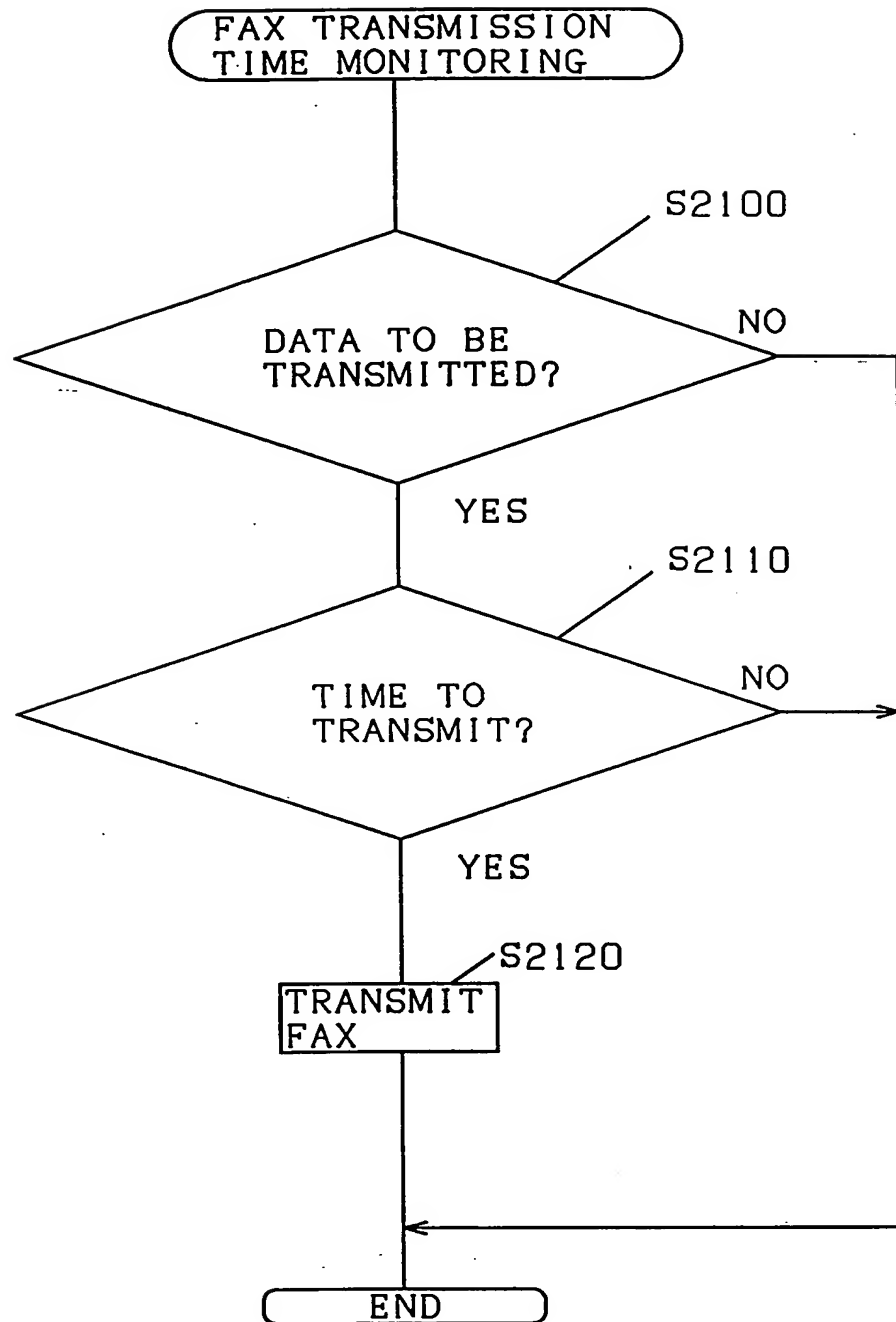 FAX TRANSMISSION
TIME MONITORING
S2100
DATA TO BE
TRANSMITTED?
NO
YES
S2110
TIME TO
TRANSMIT?
NO
YES
S2120
TRANSMIT
FAX
END